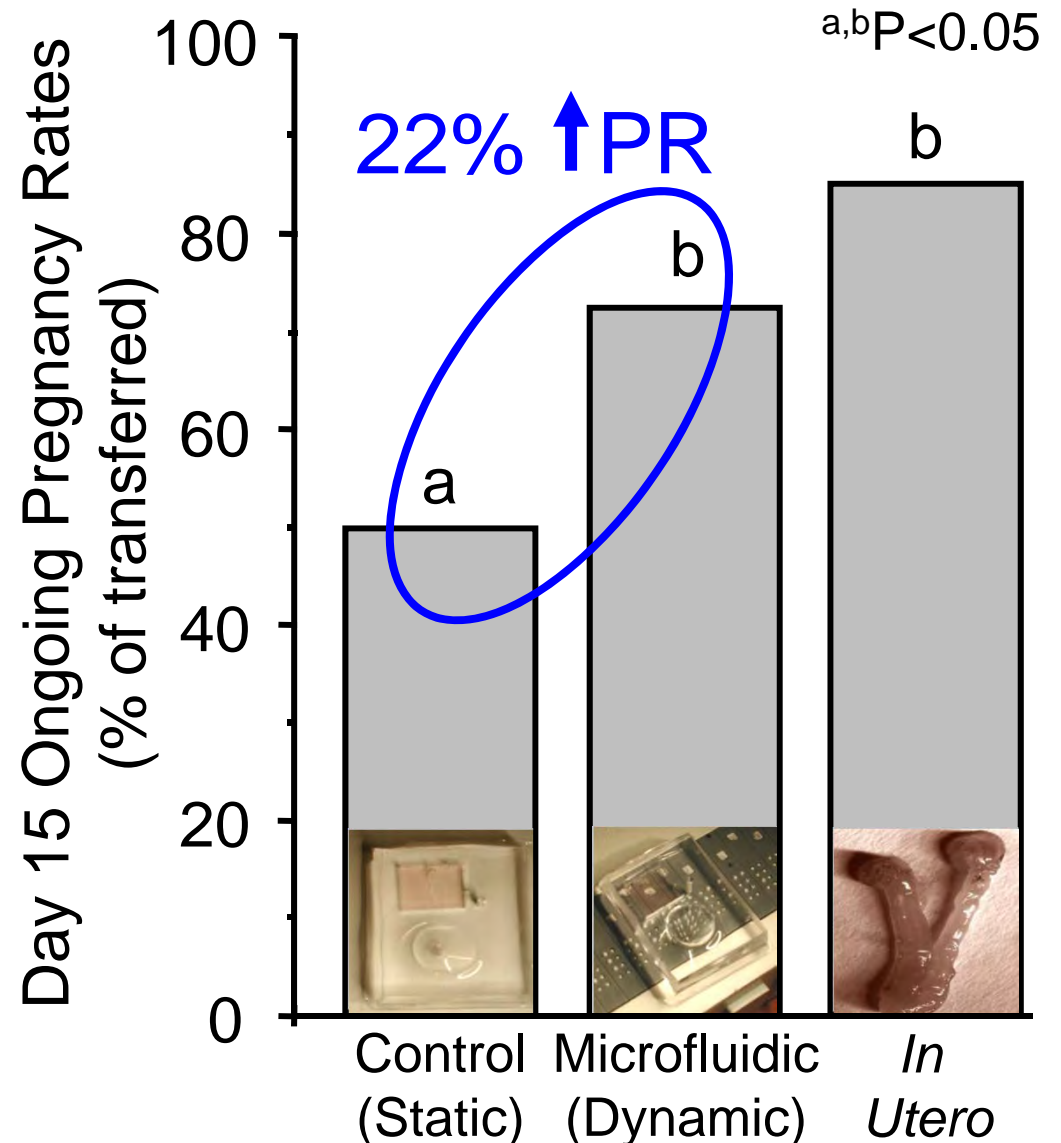 a,bP<0.05
22% ↑PR
Day 15 Ongoing Pregnancy Rates
(% of transferred)
100
80
60
40
20
0
a
b
b
Control
(Static)
Microfluidic
(Dynamic)
In
Utero